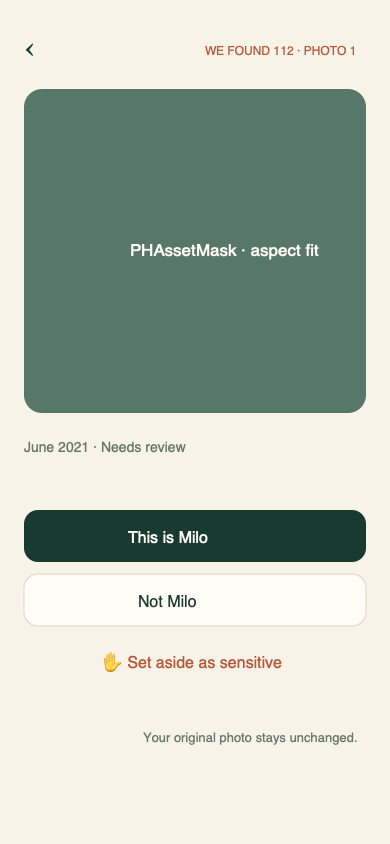 WE FOUND 112 · PHOTO 1
PHAssetMask · aspect fit
June 2021 · Needs review
This is Milo
Not Milo
✋ Set aside as sensitive
Your original photo stays unchanged.